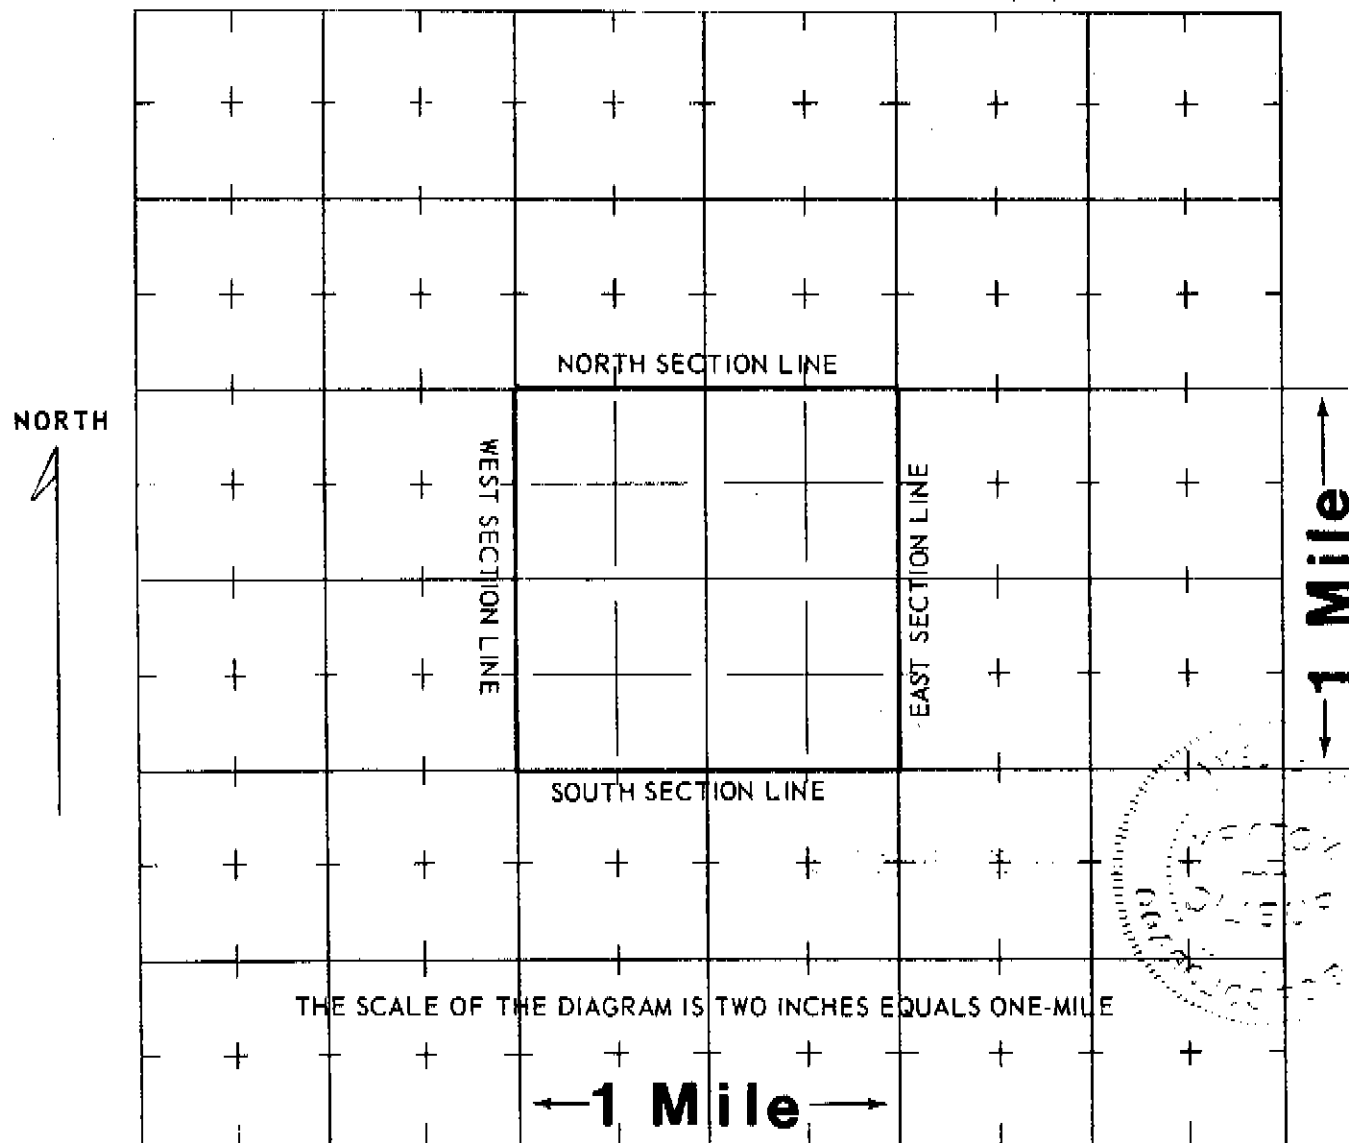 NORTH SECTION LINE
NORTH
WEST SECTION LINE
EAST SECTION LINE
1 Mile
SOUTH SECTION LINE
THE SCALE OF THE DIAGRAM IS TWO INCHES EQUALS ONE-MILE
1 Mile